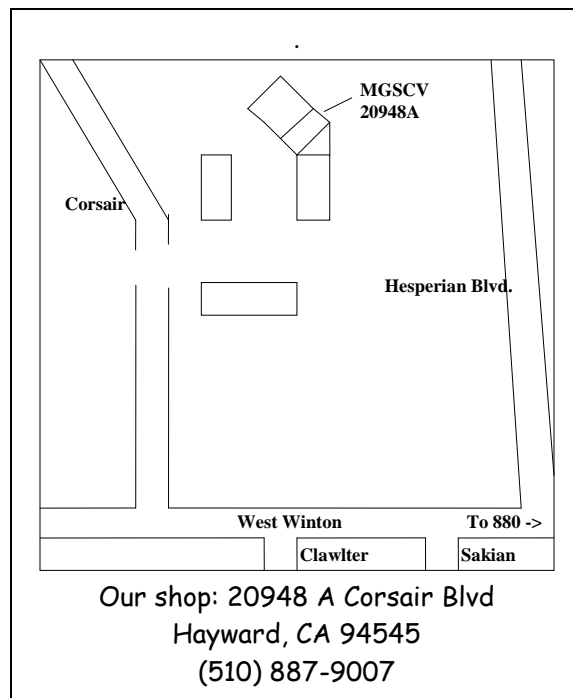 MGSCV
20948A
Corsair
Hesperian Blvd.
West Winton
To 880 ->
Clawlter
Sakian
Our shop: 20948 A Corsair Blvd
Hayward, CA 94545
(510) 887-9007